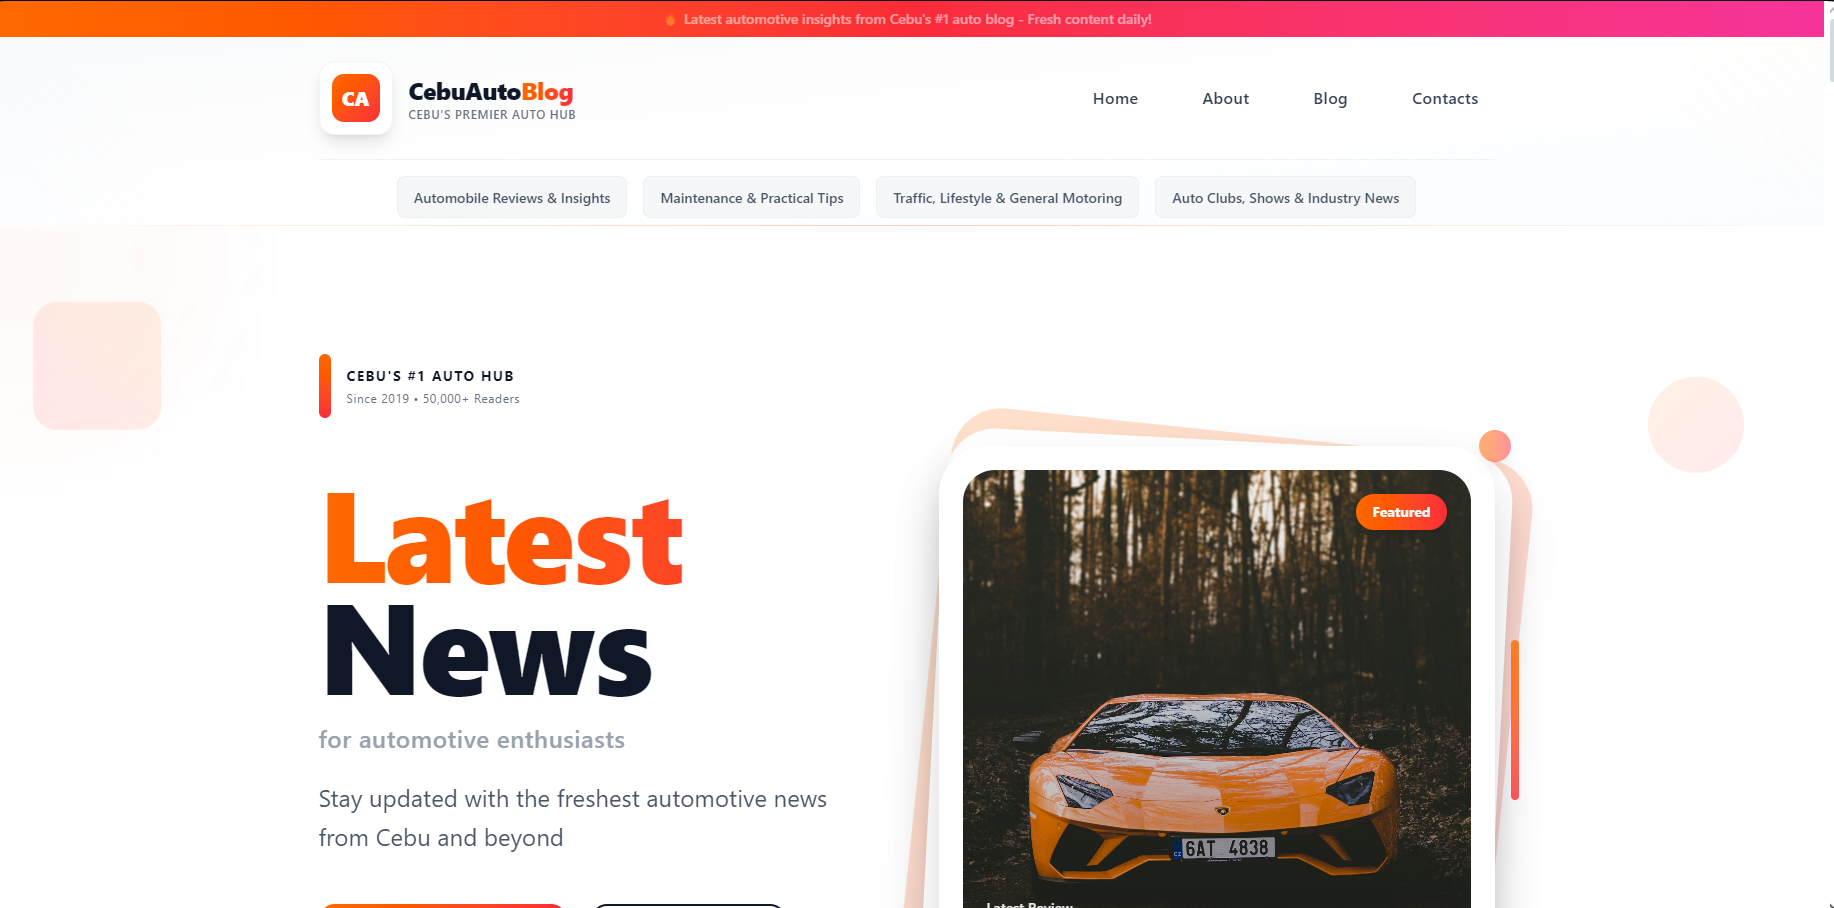 🔥 Latest automotive insights from Cebu's #1 auto blog - Fresh content daily!
CA
CebuAutoBlog
CEBU'S PREMIER AUTO HUB
Home
About
Blog
Contacts
Automobile Reviews & Insights
Maintenance & Practical Tips
Traffic, Lifestyle & General Motoring
Auto Clubs, Shows & Industry News
CEBU'S #1 AUTO HUB
Since 2019 • 50,000+ Readers
Latest
News
for automotive enthusiasts
Stay updated with the freshest automotive news
from Cebu and beyond
Featured
CZ 6AT 4838
Latest Review